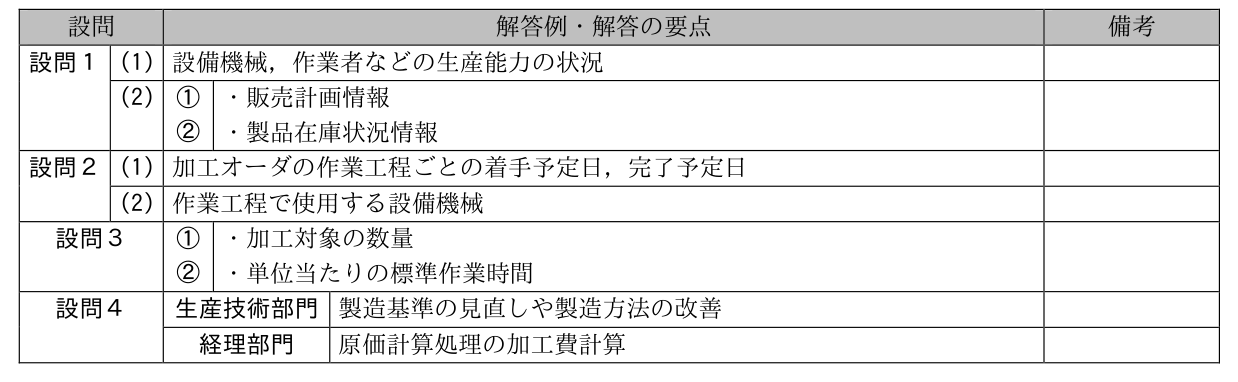 設問 解答例・解答の要点 備考
設問1 (1) 設備機械，作業者などの生産能力の状況
(2) ① ・販売計画情報
② ・製品在庫状況情報
設問2 (1) 加工オーダの作業工程ごとの着手予定日，完了予定日
(2) 作業工程で使用する設備機械
設問3 ① ・加工対象の数量
② ・単位当たりの標準作業時間
設問4 生産技術部門 製造基準の見直しや製造方法の改善
経理部門 原価計算処理の加工費計算